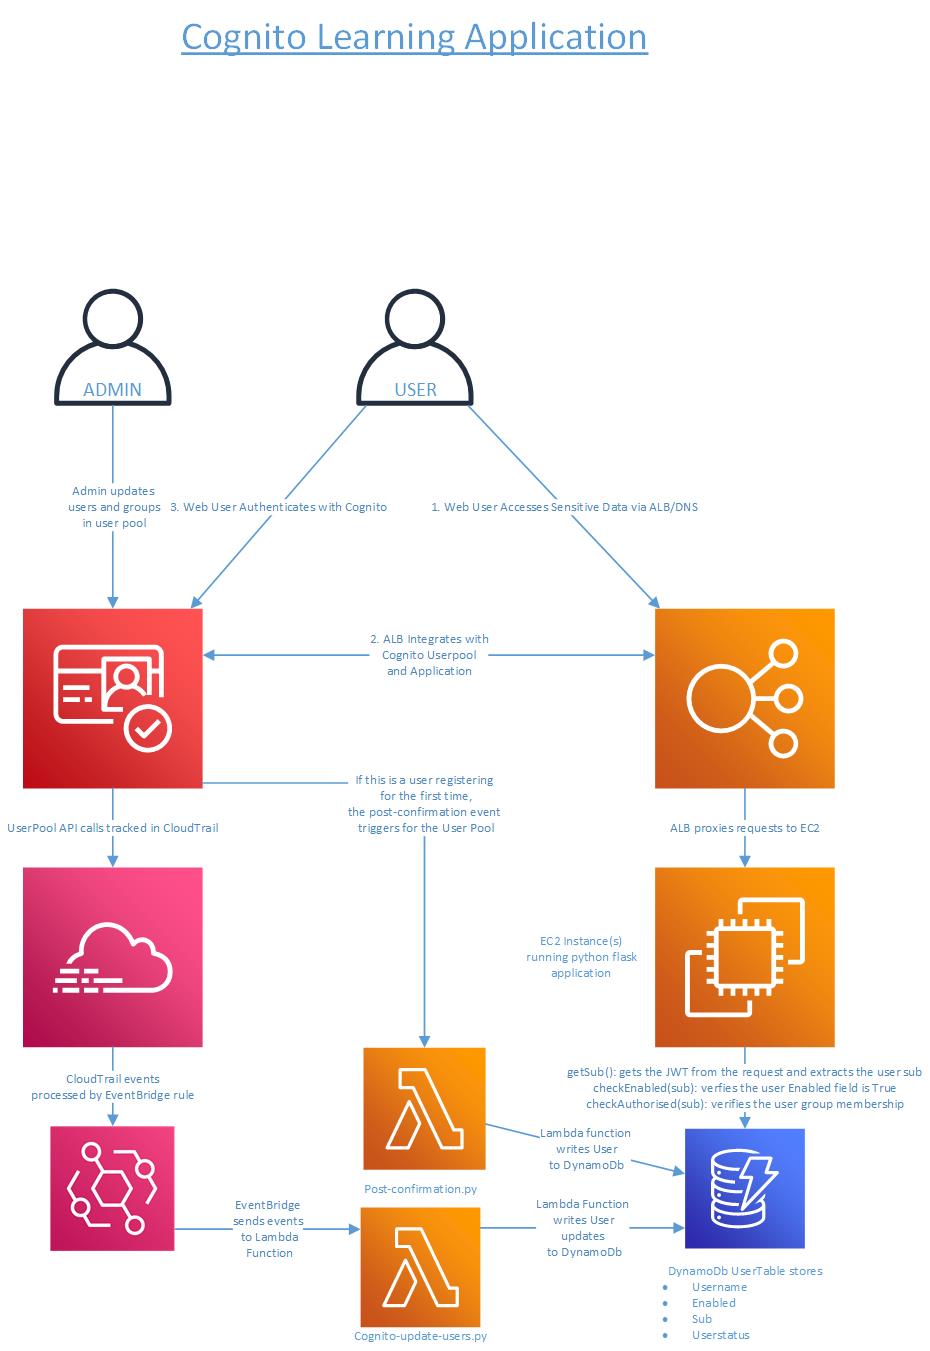 Cognito Learning Application
ADMIN
USER
Admin updates
users and groups
in user pool
3. Web User Authenticates with Cognito
1. Web User Accesses Sensitive Data via ALB/DNS
2. ALB Integrates with
Cognito Userpool
and Application
If this is a user registering
for the first time,
the post-confirmation event
triggers for the User Pool
UserPool API calls tracked in CloudTrail
ALB proxies requests to EC2
EC2 Instance(s)
running python flask
application
CloudTrail events
processed by EventBridge rule
getSub(): gets the JWT from the request and extracts the user sub
checkEnabled(sub): verfies the user Enabled field is True
checkAuthorised(sub): verifies the user group membership
Lambda function
writes User
to DynamoDb
Post-confirmation.py
EventBridge
sends events
to Lambda
Function
Lambda Function
writes User
updates
to DynamoDb
Cognito-update-users.py
DynamoDb UserTable stores
• Username
• Enabled
• Sub
• Userstatus